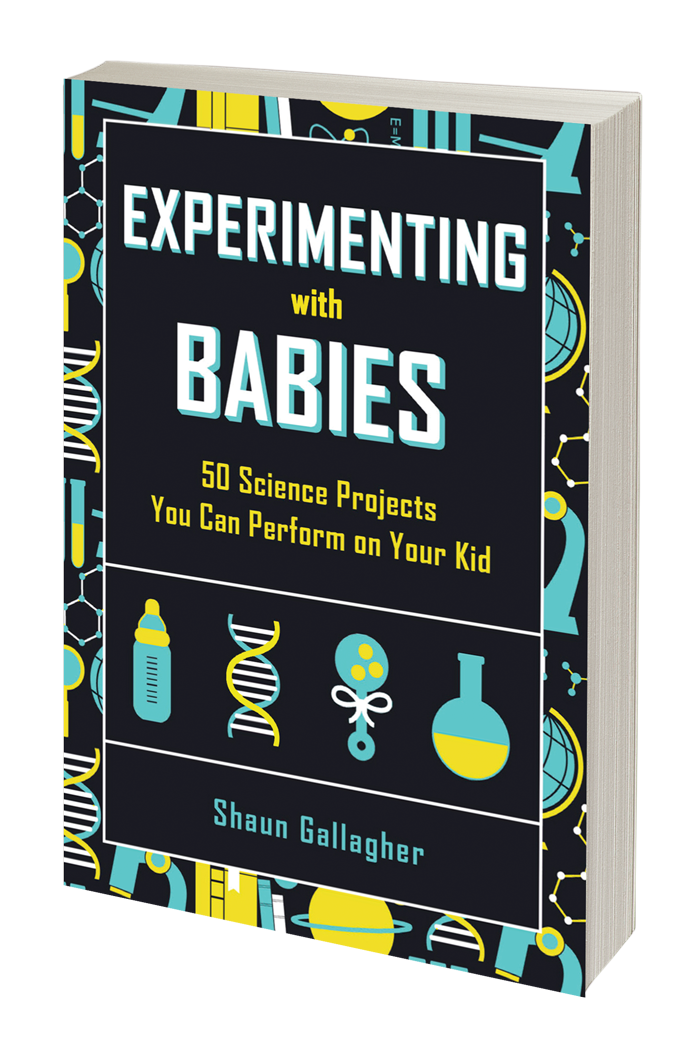 E=M
EXPERIMENTING
with
BABIES
50 Science Projects
You Can Perform on Your Kid
Shaun Gallagher